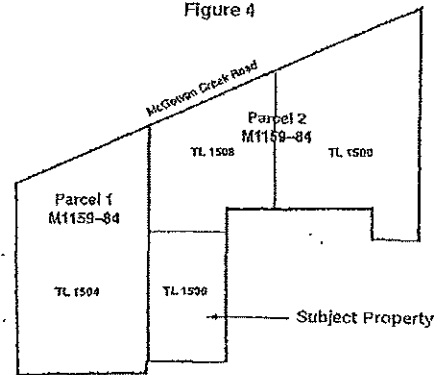 Figure 4
McGowan Creek Road
Parcel 2
M1159-84
TL 1508
TL 1500
Parcel 1
M1159-84
TL 1504
TL 1506
Subject Property